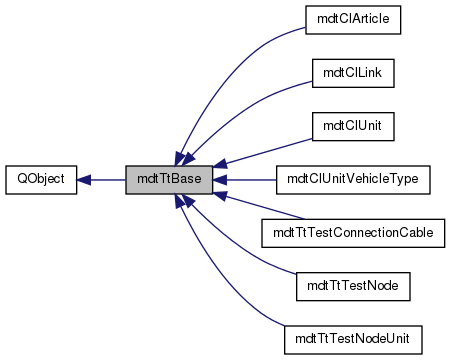 mdtClArticle
mdtClLink
mdtClUnit
QObject
mdtTtBase
mdtClUnitVehicleType
mdtTtTestConnectionCable
mdtTtTestNode
mdtTtTestNodeUnit